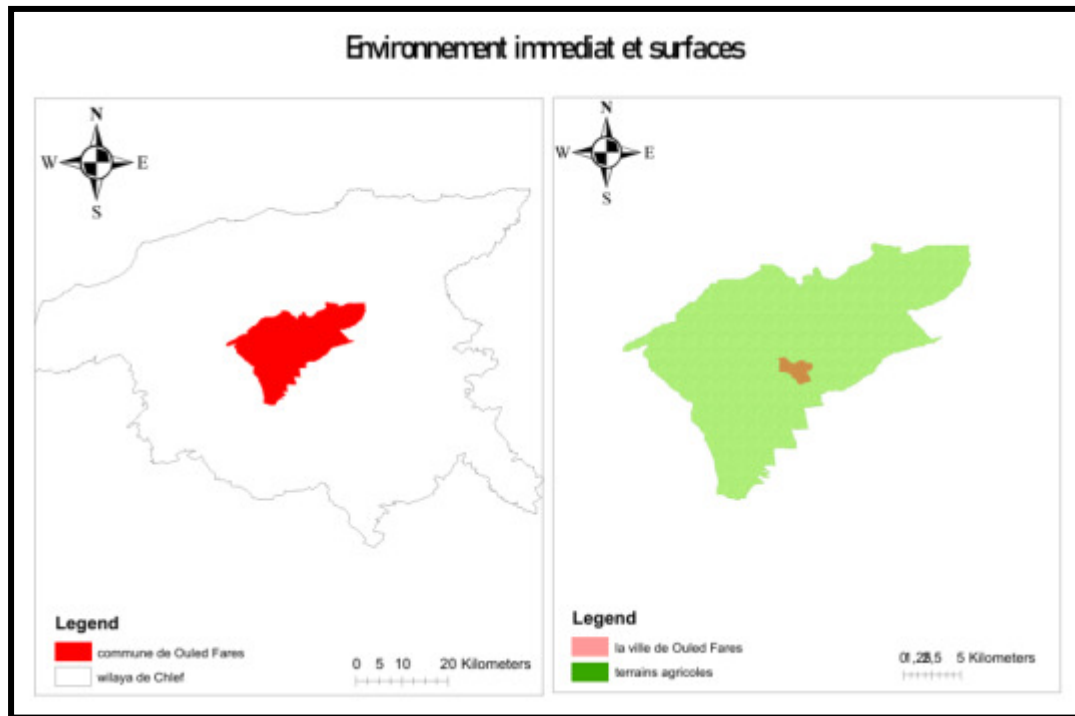 Environnement immediat et surfaces
N
W E
S
Legend
commune de Ouled Fares
wilaya de Chlef
0 5 10 20 Kilometers
N
W E
S
Legend
la ville de Ouled Fares
terrains agricoles
5 Kilometers